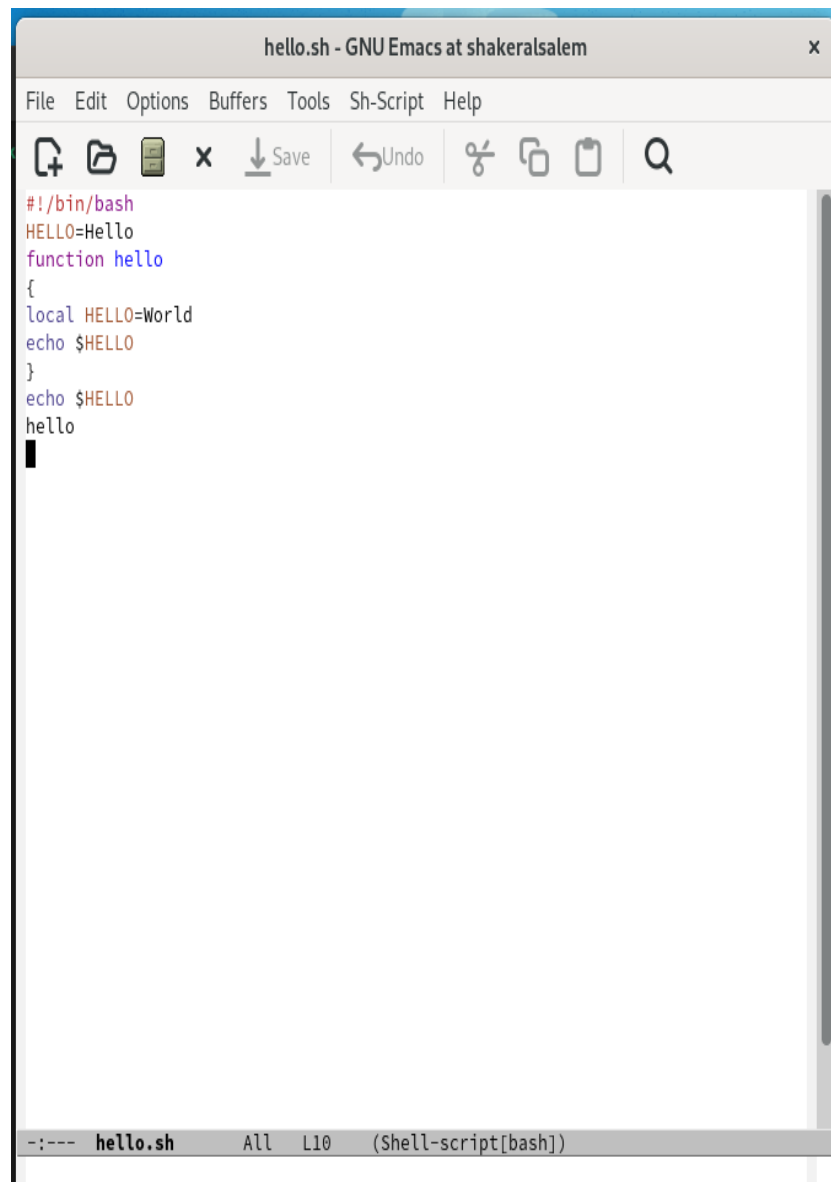 hello.sh - GNU Emacs at shakeralsalem x
File Edit Options Buffers Tools Sh-Script Help
Save Undo
#!/bin/bash
HELLO=Hello
function hello
{
local HELLO=World
echo $HELLO
}
echo $HELLO
hello
-:--- hello.sh All L10 (Shell-script[bash])